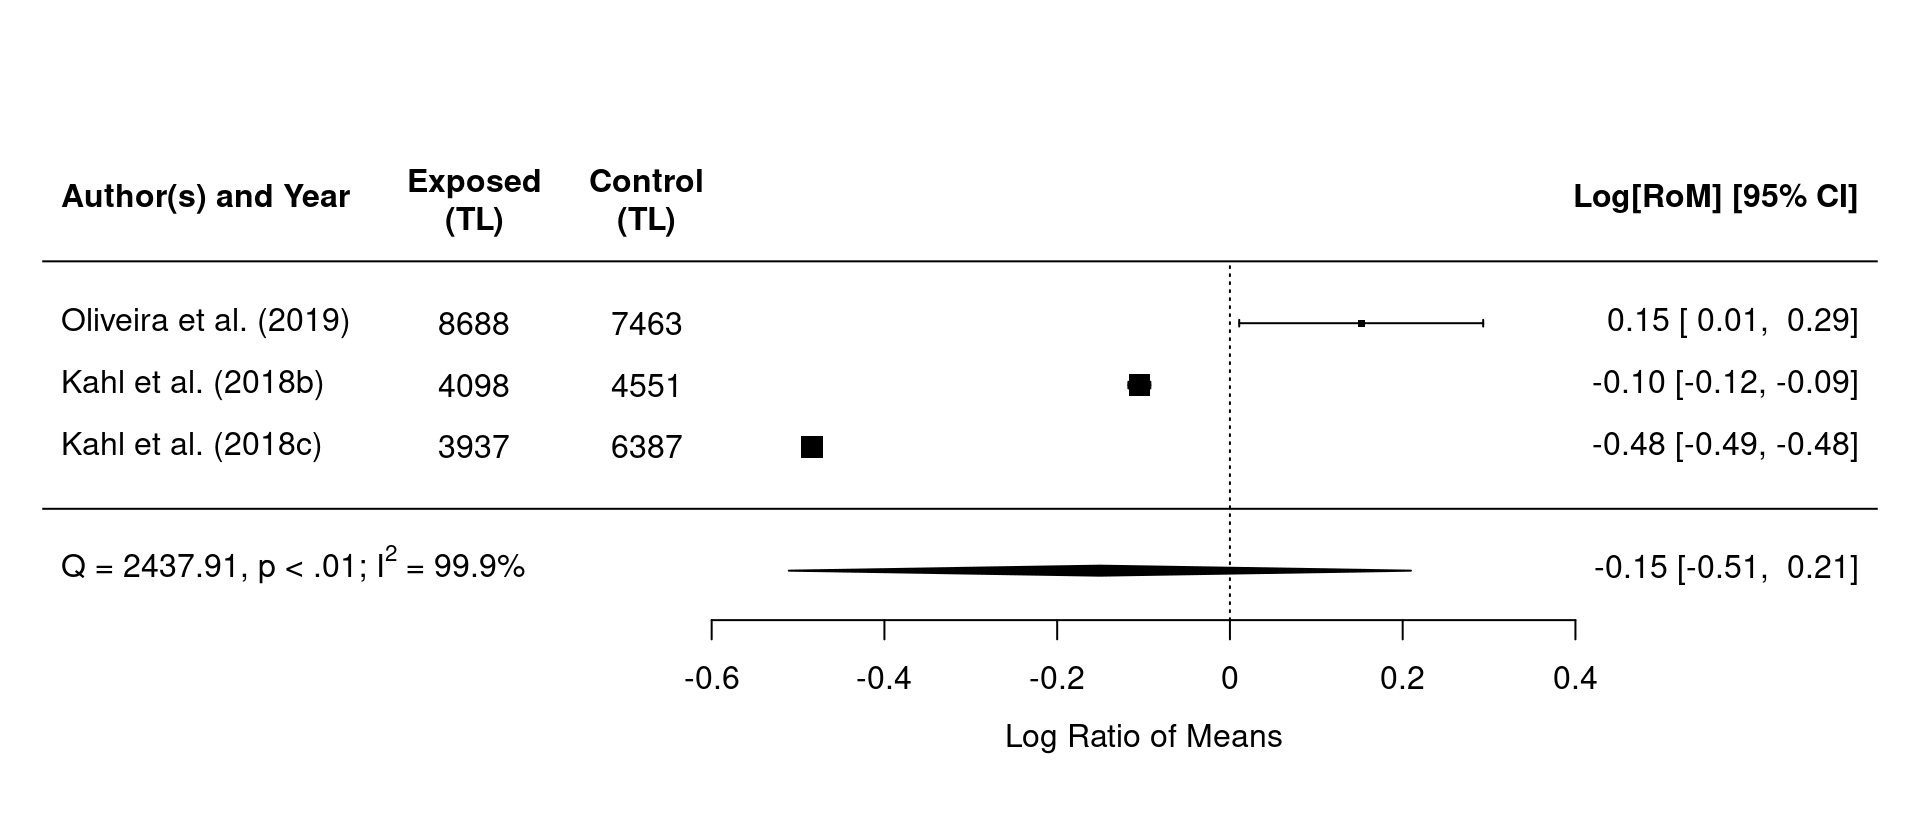 Author(s) and Year Exposed (TL) Control (TL) Log[RoM] [95% CI]
Oliveira et al. (2019) 8688 7463 0.15 [ 0.01, 0.29]
Kahl et al. (2018b) 4098 4551 -0.10 [-0.12, -0.09]
Kahl et al. (2018c) 3937 6387 -0.48 [-0.49, -0.48]
Q = 2437.91, p < .01; I² = 99.9% -0.15 [-0.51, 0.21]
-0.6 -0.4 -0.2 0 0.2 0.4
Log Ratio of Means